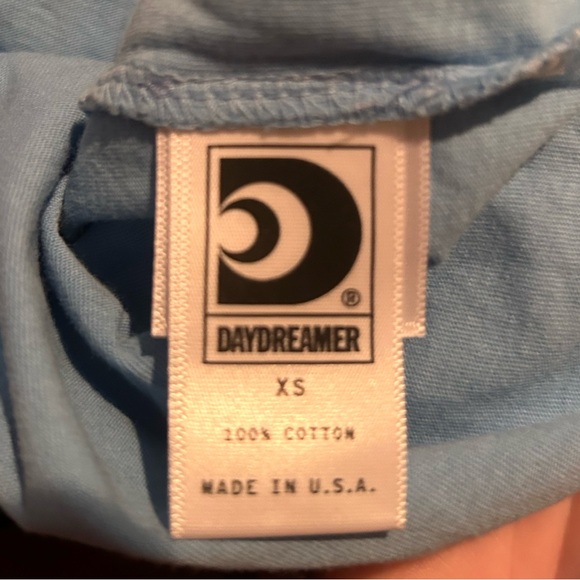 ®
DAYDREAMER
XS
100% COTTON
MADE IN U.S.A.